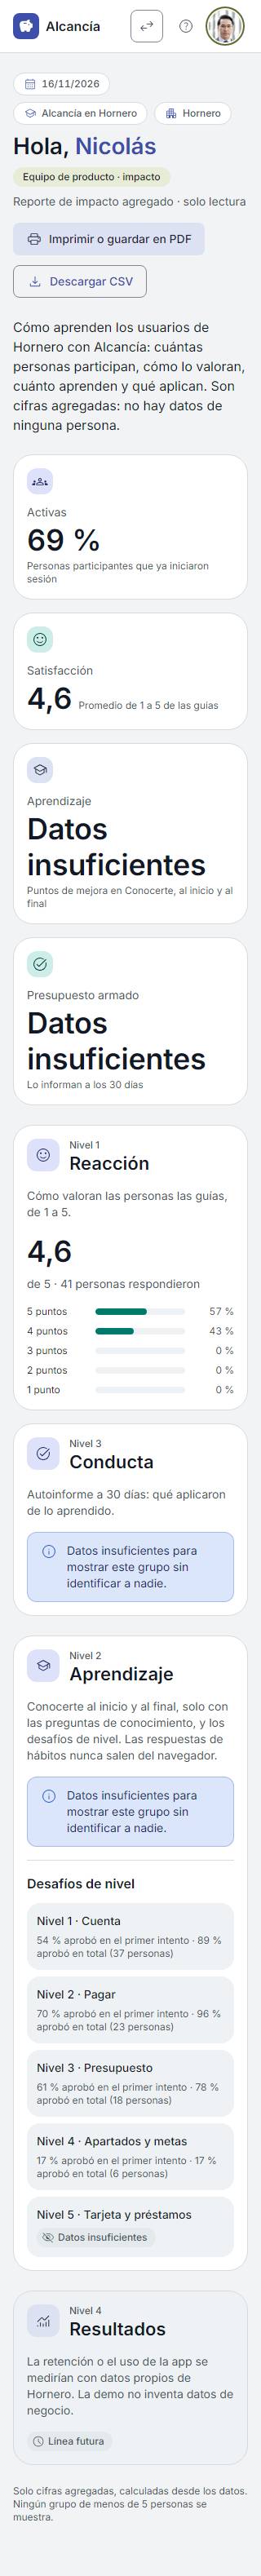 Alcancía
16/11/2026
Alcancía en Hornero
Hornero
Hola, Nicolás
Equipo de producto · impacto
Reporte de impacto agregado · solo lectura
Imprimir o guardar en PDF
Descargar CSV
Cómo aprenden los usuarios de
Hornero con Alcancía: cuántas
personas participan, cómo lo valoran,
cuánto aprenden y qué aplican. Son
cifras agregadas: no hay datos de
ninguna persona.
Activas
69 %
Personas participantes que ya iniciaron
sesión
Satisfacción
4,6 Promedio de 1 a 5 de las guías
Aprendizaje
Datos
insuficientes
Puntos de mejora en Conocerte, al inicio y al
final
Presupuesto armado
Datos
insuficientes
Lo informan a los 30 días
Nivel 1
Reacción
Cómo valoran las personas las guías,
de 1 a 5.
4,6
de 5 · 41 personas respondieron
5 puntos 57 %
4 puntos 43 %
3 puntos 0 %
2 puntos 0 %
1 punto 0 %
Nivel 3
Conducta
Autoinforme a 30 días: qué aplicaron
de lo aprendido.
Datos insuficientes para
mostrar este grupo sin
identificar a nadie.
Nivel 2
Aprendizaje
Conocerte al inicio y al final, solo con
las preguntas de conocimiento, y los
desafíos de nivel. Las respuestas de
hábitos nunca salen del navegador.
Datos insuficientes para
mostrar este grupo sin
identificar a nadie.
Desafíos de nivel
Nivel 1 · Cuenta
54 % aprobó en el primer intento · 89 %
aprobó en total (37 personas)
Nivel 2 · Pagar
70 % aprobó en el primer intento · 96 %
aprobó en total (23 personas)
Nivel 3 · Presupuesto
61 % aprobó en el primer intento · 78 %
aprobó en total (18 personas)
Nivel 4 · Apartados y metas
17 % aprobó en el primer intento · 17 %
aprobó en total (6 personas)
Nivel 5 · Tarjeta y préstamos
Datos insuficientes
Nivel 4
Resultados
La retención o el uso de la app se
medirían con datos propios de
Hornero. La demo no inventa datos de
negocio.
Línea futura
Solo cifras agregadas, calculadas desde los datos.
Ningún grupo de menos de 5 personas se
muestra.